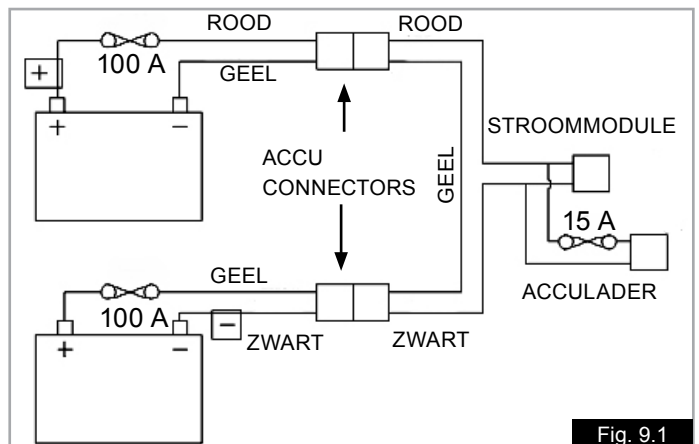 ROOD
ROOD
100 A
+
GEEL
+
−
STROOMMODULE
ACCU
CONNECTORS
GEEL
15 A
GEEL
ACCULADER
100 A
−
+
−
ZWART
ZWART
Fig. 9.1